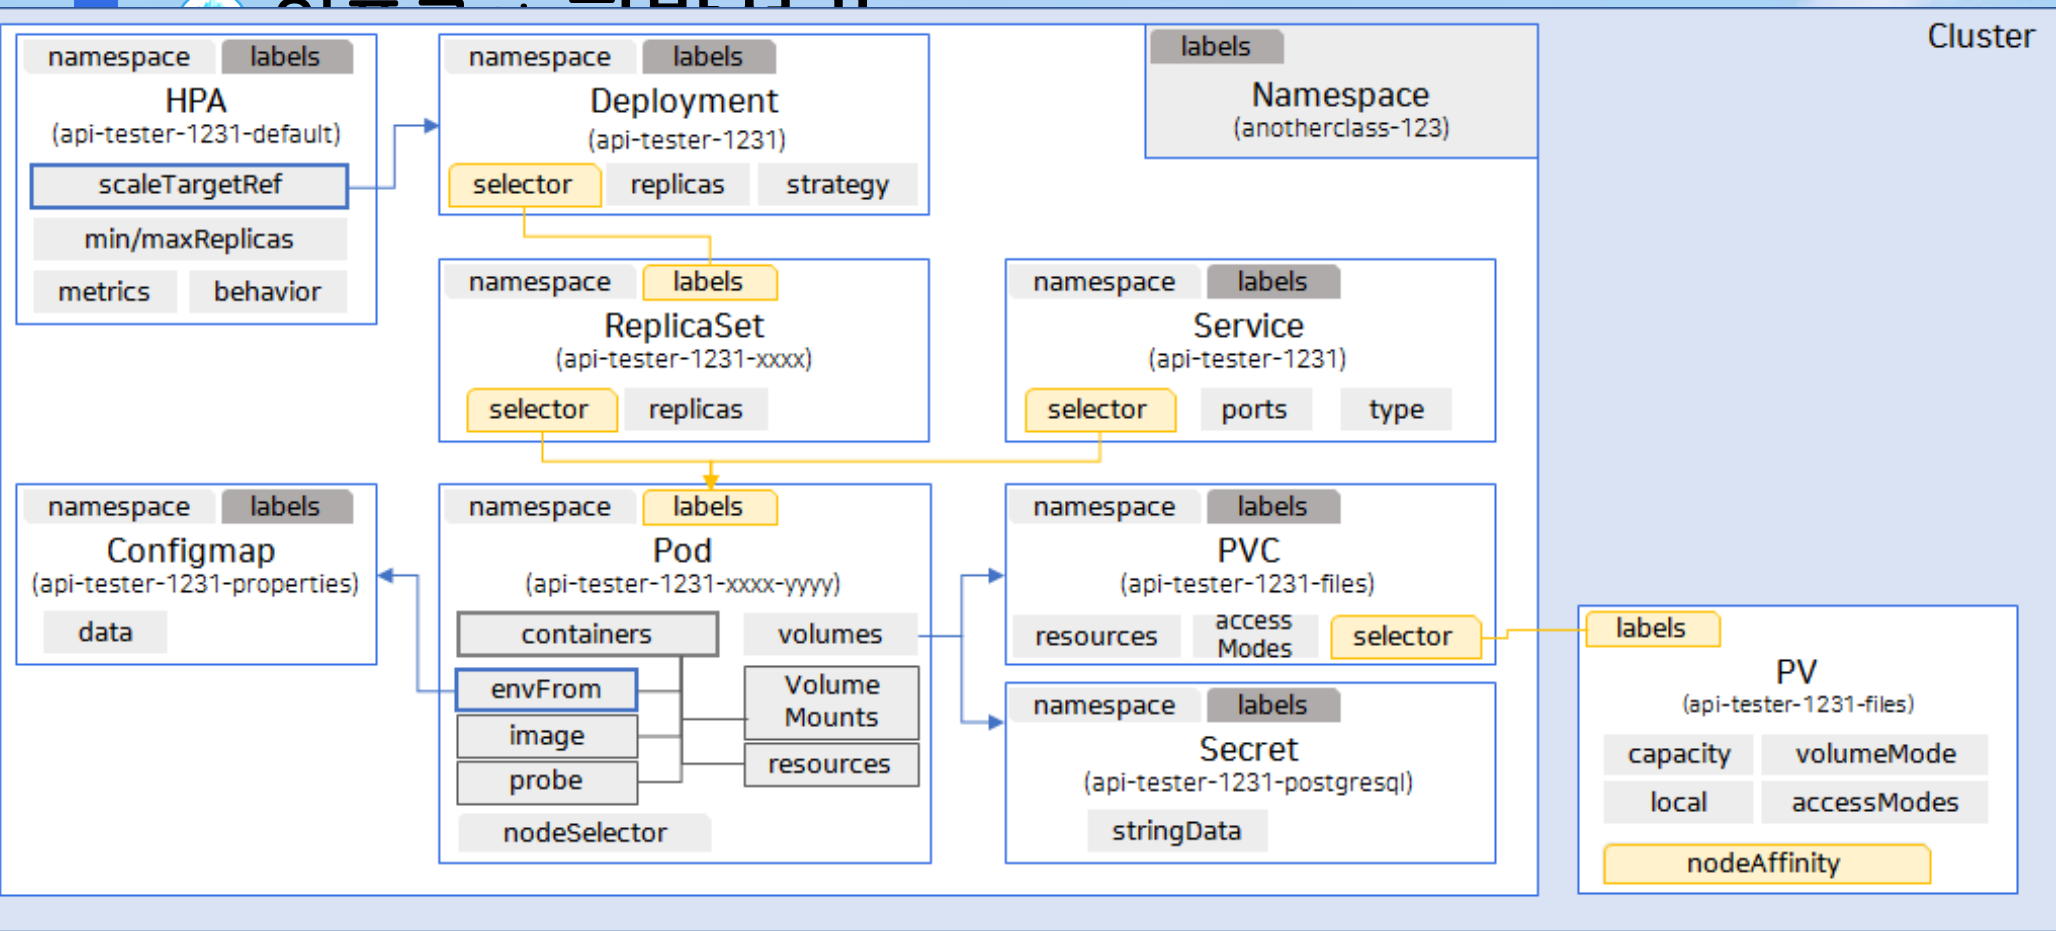 Cluster
namespace labels
HPA
(api-tester-1231-default)
scaleTargetRef
min/maxReplicas
metrics behavior
namespace labels
Deployment
(api-tester-1231)
selector replicas strategy
labels
Namespace
(anotherclass-123)
namespace labels
ReplicaSet
(api-tester-1231-xxxx)
selector replicas
namespace labels
Service
(api-tester-1231)
selector ports type
namespace labels
Configmap
(api-tester-1231-properties)
data
namespace labels
Pod
(api-tester-1231-xxxx-yyyy)
containers volumes
envFrom
image
probe
Volume
Mounts
resources
nodeSelector
namespace labels
PVC
(api-tester-1231-files)
resources
access
Modes
selector
namespace labels
Secret
(api-tester-1231-postgresql)
stringData
labels
PV
(api-tester-1231-files)
capacity volumeMode
local accessModes
nodeAffinity